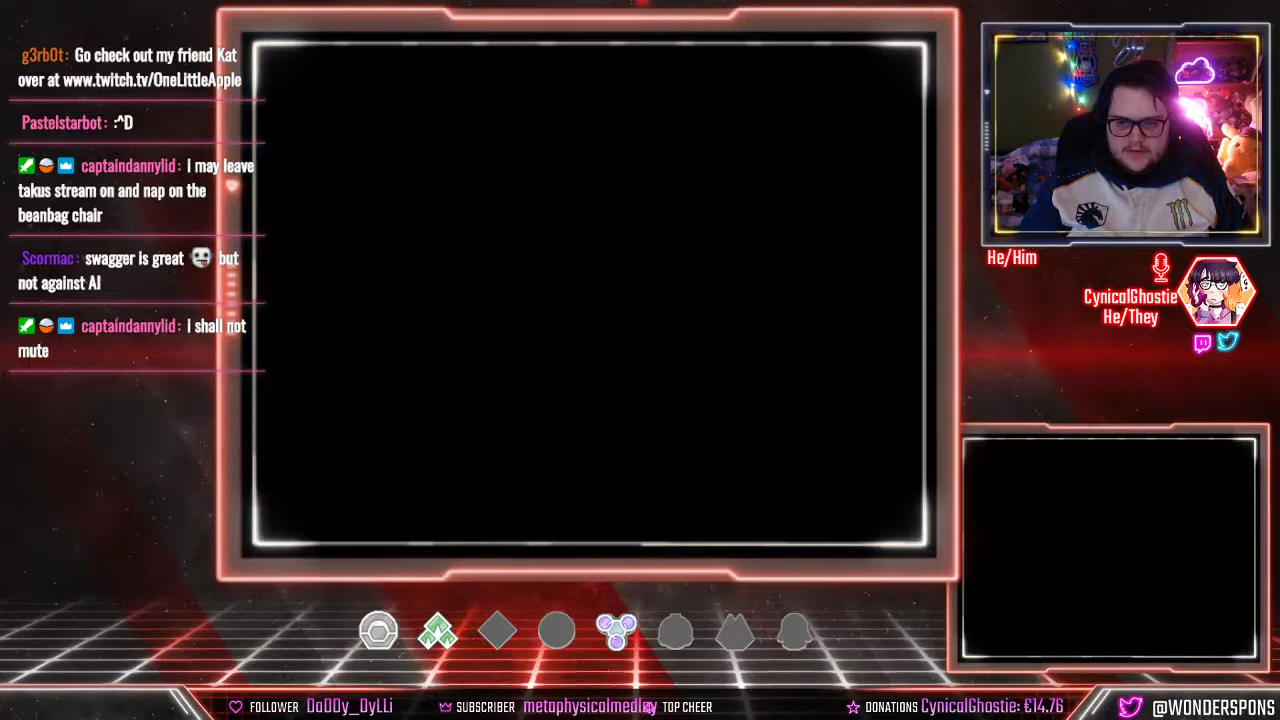 g3rb0t: Go check out my friend Kat
over at www.twitch.tv/OneLittleApple
Pastelstarbot: :^D
captaindannylid: I may leave
takus stream on and nap on the
beanbag chair
Scormac: swagger is great but
not against AI
captaindannylid: I shall not
mute
He/Him
CynicalGhostie
He/They
FOLLOWER DaDDy_DyLLi
SUBSCRIBER metaphysicalmedley
TOP CHEER
DONATIONS CynicalGhostie: €14.76
@WONDERSPONS